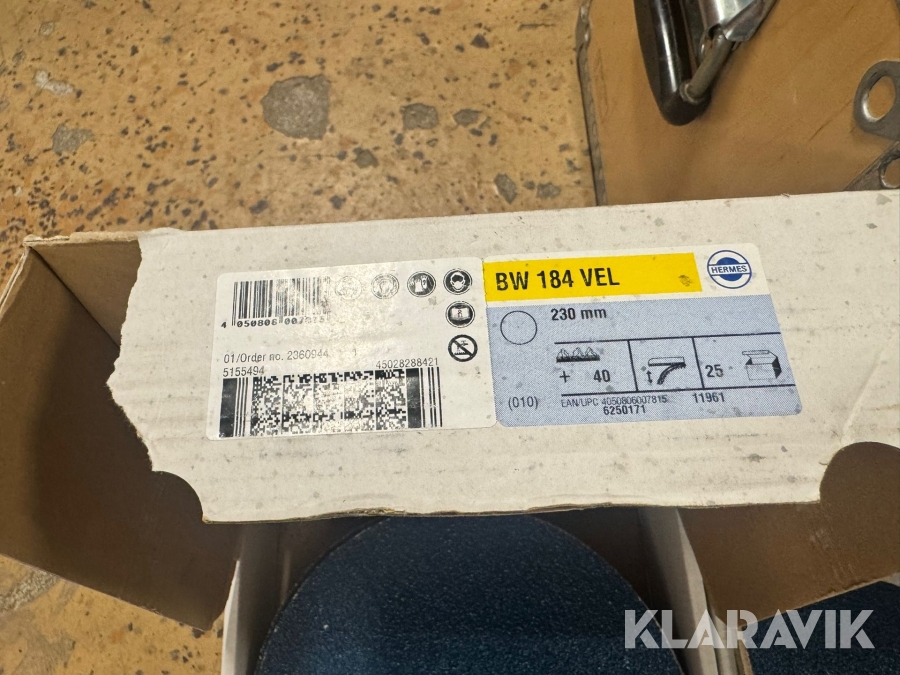 01/Order no. 2360944
5155494
45028288421
BW 184 VEL
HERMES
230 mm
+ 40
25
(010)
EAN/UPC 4050806007815
11961
6250171
KLARAVIK